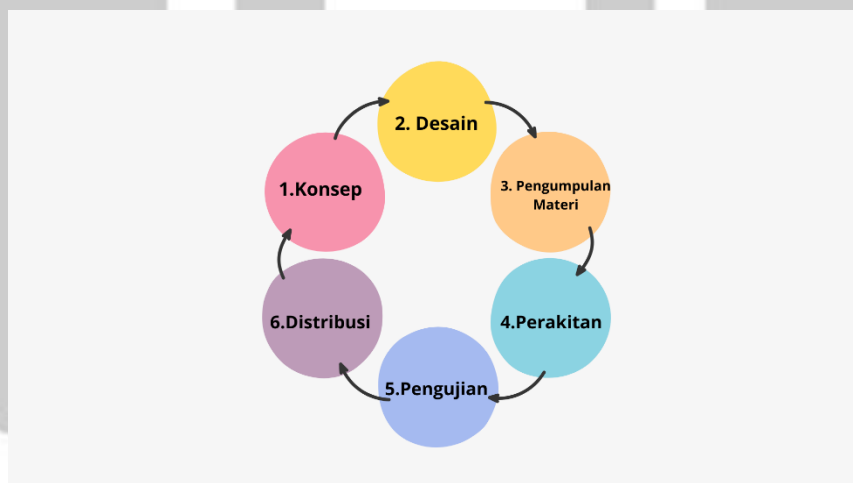 1.Konsep
2. Desain
3. Pengumpulan
Materi
4.Perakitan
5.Pengujian
6.Distribusi